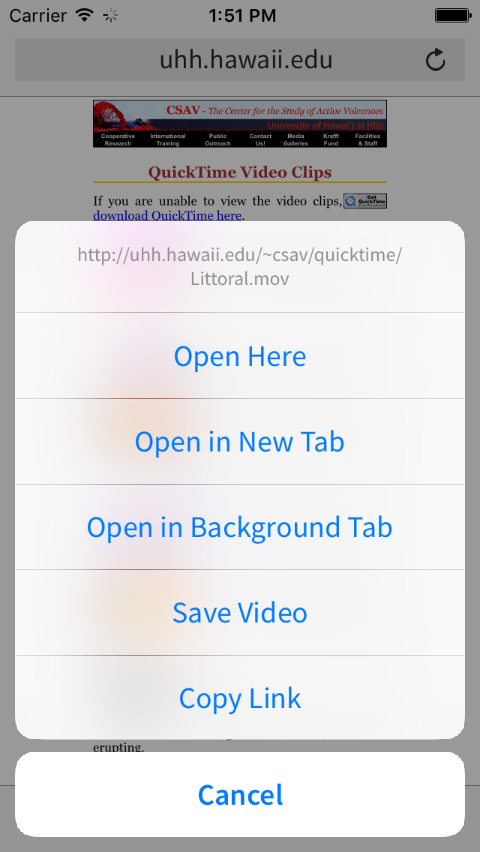 Carrier 1:51 PM
uhh.hawaii.edu
CSAV - The Center for the Study of Active Volcanoes
University of Hawai'i at Hilo
Cooperative Research International Training Public Outreach Contact Us! Media Galleries Krafft Fund Facilities & Staff
QuickTime Video Clips
If you are unable to view the video clips, Get QuickTime
download QuickTime here.
http://uhh.hawaii.edu/~csav/quicktime/
Littoral.mov
Open Here
Open in New Tab
Open in Background Tab
Save Video
Copy Link
erupting.
Cancel